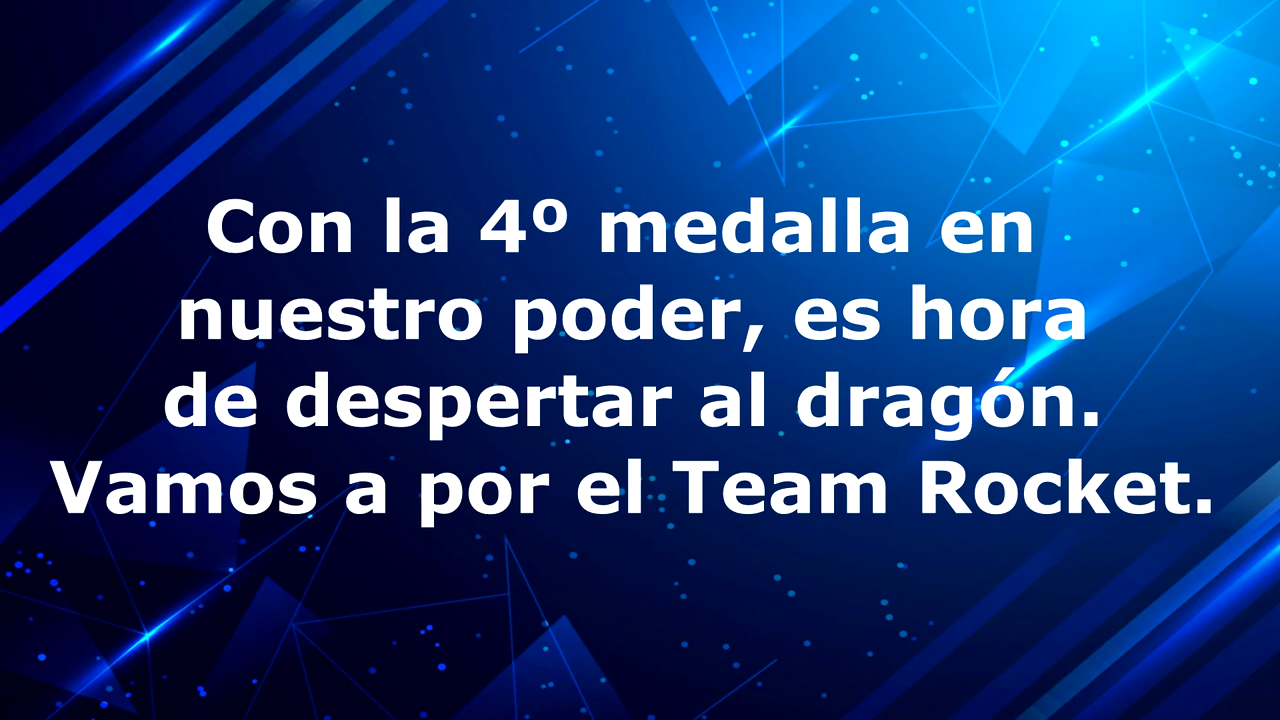 Con la 4º medalla en
nuestro poder, es hora
de despertar al dragón.
Vamos a por el Team Rocket.